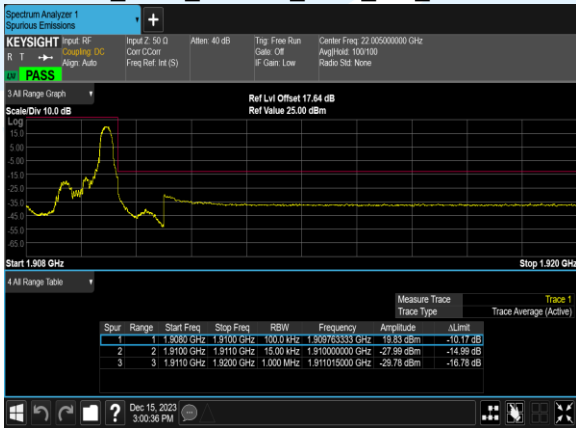 Spectrum Analyzer 1
Spurious Emissions
KEYSIGHT Input: RF Input Z: 50 Ω Atten: 40 dB Trig: Free Run Center Freq: 22.005000000 GHz
R T Coupling: DC Corr CCorr Gate: Off Avg|Hold: 100/100
Align: Auto Freq Ref: Int (S) IF Gain: Low Radio Std: None
PASS
3 All Range Graph
Ref Lvl Offset 17.64 dB
Scale/Div 10.0 dB Ref Value 25.00 dBm
Log
15.0
5.00
-5.00
-15.0
-25.0
-35.0
-45.0
-55.0
-65.0
Start 1.908 GHz Stop 1.920 GHz
4 All Range Table
Measure Trace Trace 1
Trace Type Trace Average (Active)
Spur Range Start Freq Stop Freq RBW Frequency Amplitude ΔLimit
1 1 1.9080 GHz 1.9100 GHz 100.0 kHz 1.909763333 GHz 19.83 dBm -10.17 dB
2 2 1.9100 GHz 1.9110 GHz 15.00 kHz 1.910000000 GHz -27.99 dBm -14.99 dB
3 3 1.9110 GHz 1.9200 GHz 1.000 MHz 1.911015000 GHz -29.78 dBm -16.78 dB
Dec 15, 2023
3:00:36 PM